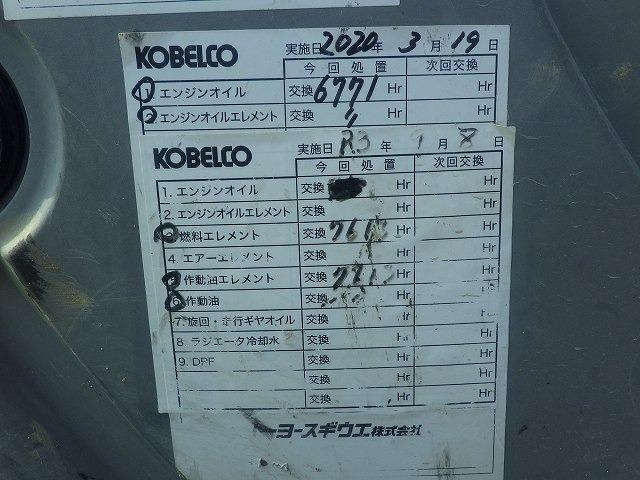 KOBELCO 実施日 2020 年 3 月 19 日
今回処置 次回交換
1. エンジンオイル 交換 6771 Hr Hr
2. エンジンオイルエレメント 交換 〃 Hr Hr
KOBELCO 実施日 R3 年 月 8 日
今回処置 次回交換
1. エンジンオイル 交換 Hr Hr
2. エンジンオイルエレメント 交換 Hr Hr
3. 燃料エレメント 交換 Hr Hr
4. エアーエレメント 交換 Hr Hr
5. 作動油エレメント 交換 Hr Hr
6. 作動油 交換 Hr
7. 旋回・走行ギヤオイル 交換 Hr Hr
8. ラジエータ冷却水 交換 Hr Hr
9. DPF 交換 Hr Hr
交換 Hr Hr
交換 Hr Hr
ヨースギウエ株式会社